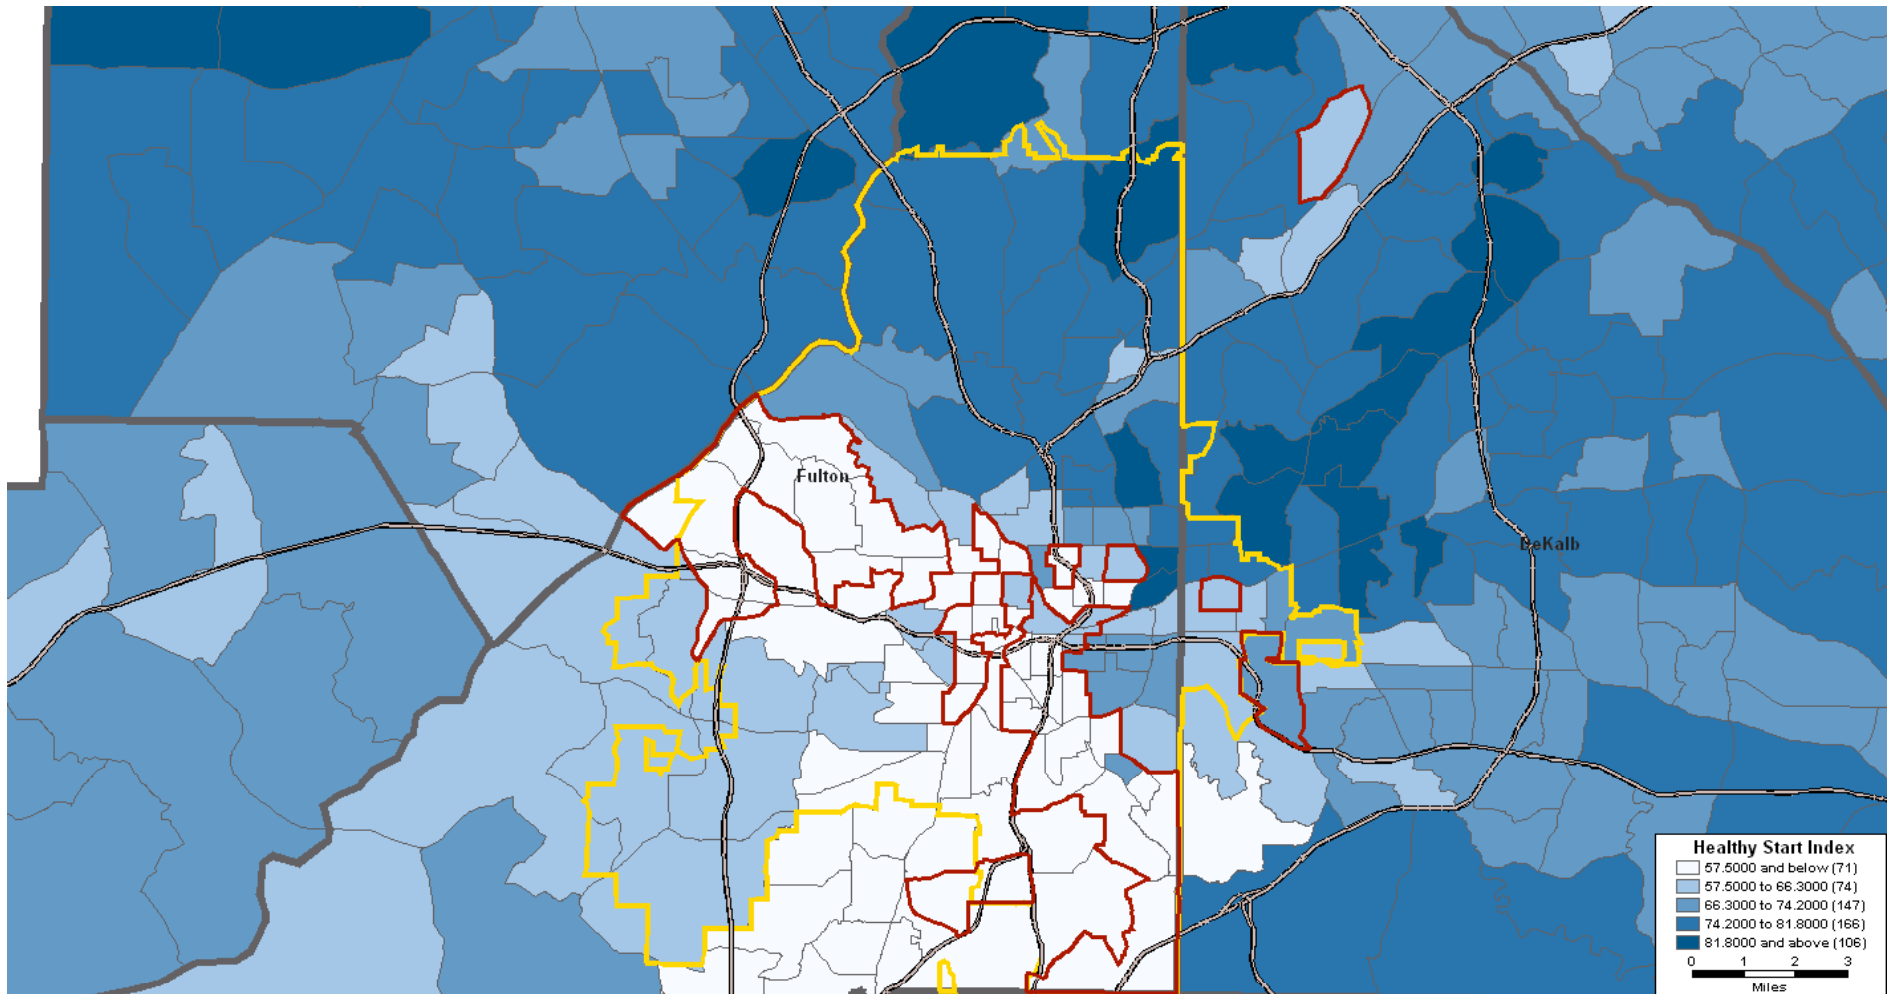 Fulton
DeKalb
Healthy Start Index
57.5000 and below (71)
57.5000 to 66.3000 (74)
66.3000 to 74.2000 (147)
74.2000 to 81.8000 (166)
81.8000 and above (106)
0 1 2 3
Miles